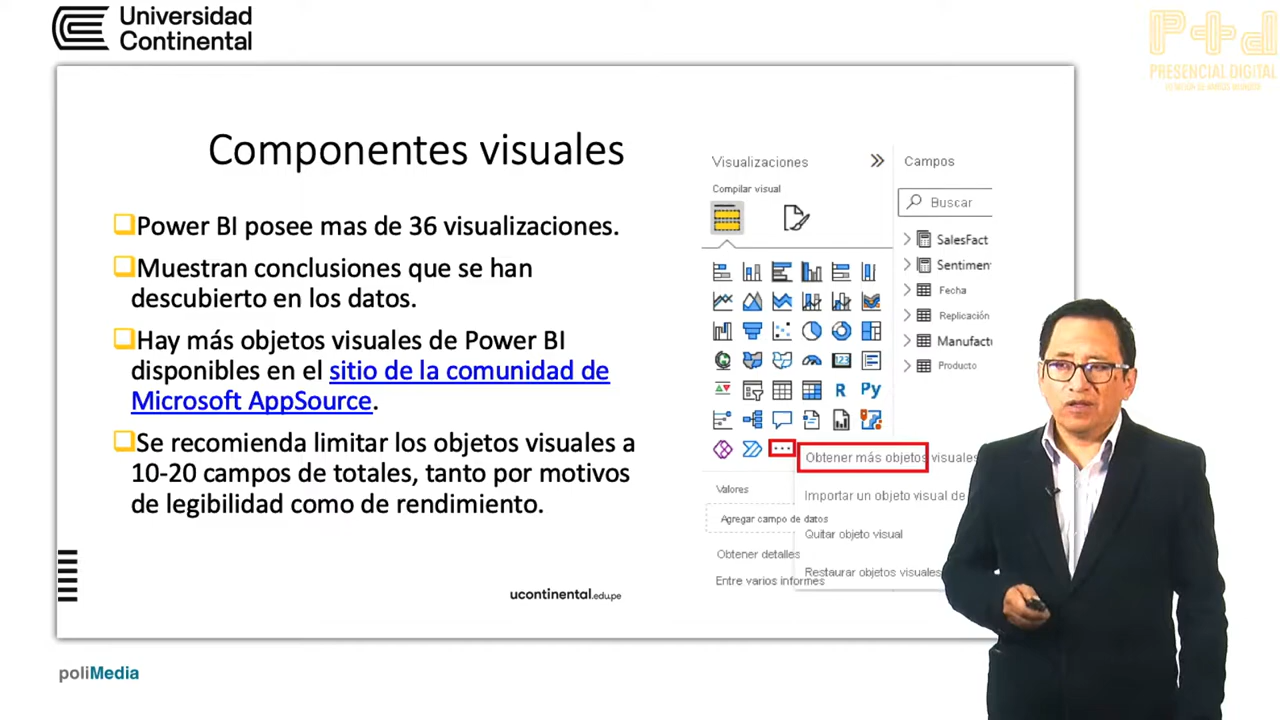 Universidad
Continental
P+d
PRESENCIAL DIGITAL
Componentes visuales
Power BI posee mas de 36 visualizaciones.
Muestran conclusiones que se han
descubierto en los datos.
Hay más objetos visuales de Power BI
disponibles en el sitio de la comunidad de
Microsoft AppSource.
Se recomienda limitar los objetos visuales a
10-20 campos de totales, tanto por motivos
de legibilidad como de rendimiento.
ucontinental.edu.pe
Visualizaciones
Compilar visual
123
R
Py
Valores
Agregar campo de datos
Obtener detalles
Entre varios informes
Obtener más objetos visuales
Importar un objeto visual de
Quitar objeto visual
Restaurar objetos visuales
Campos
Buscar
SalesFact
Sentimen
Fecha
Replicación
Manufact
Producto
poliMedia